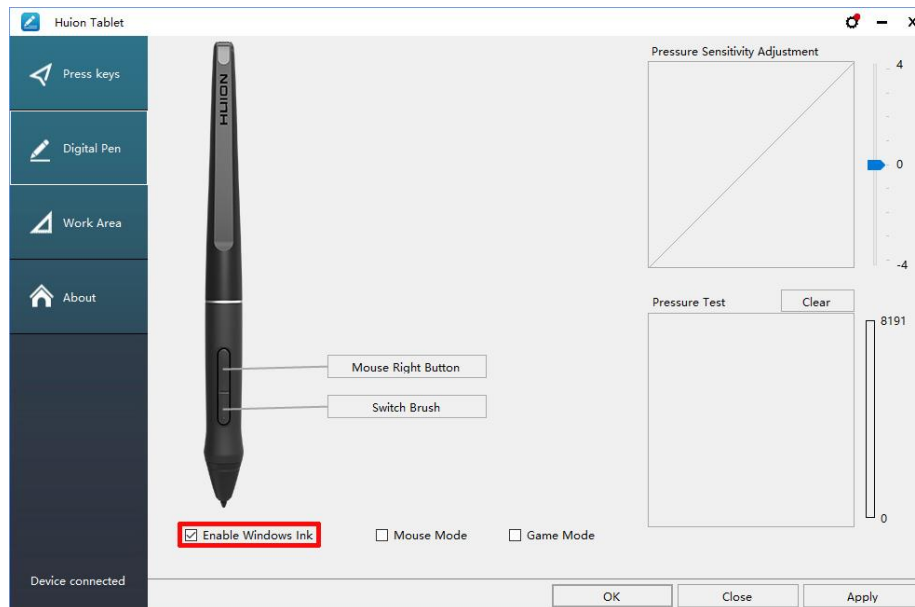 Huion Tablet
Press keys
Digital Pen
Work Area
About
Device connected
HUION
Mouse Right Button
Switch Brush
Enable Windows Ink
Mouse Mode
Game Mode
Pressure Sensitivity Adjustment
4
0
-4
Pressure Test
Clear
8191
0
OK
Close
Apply